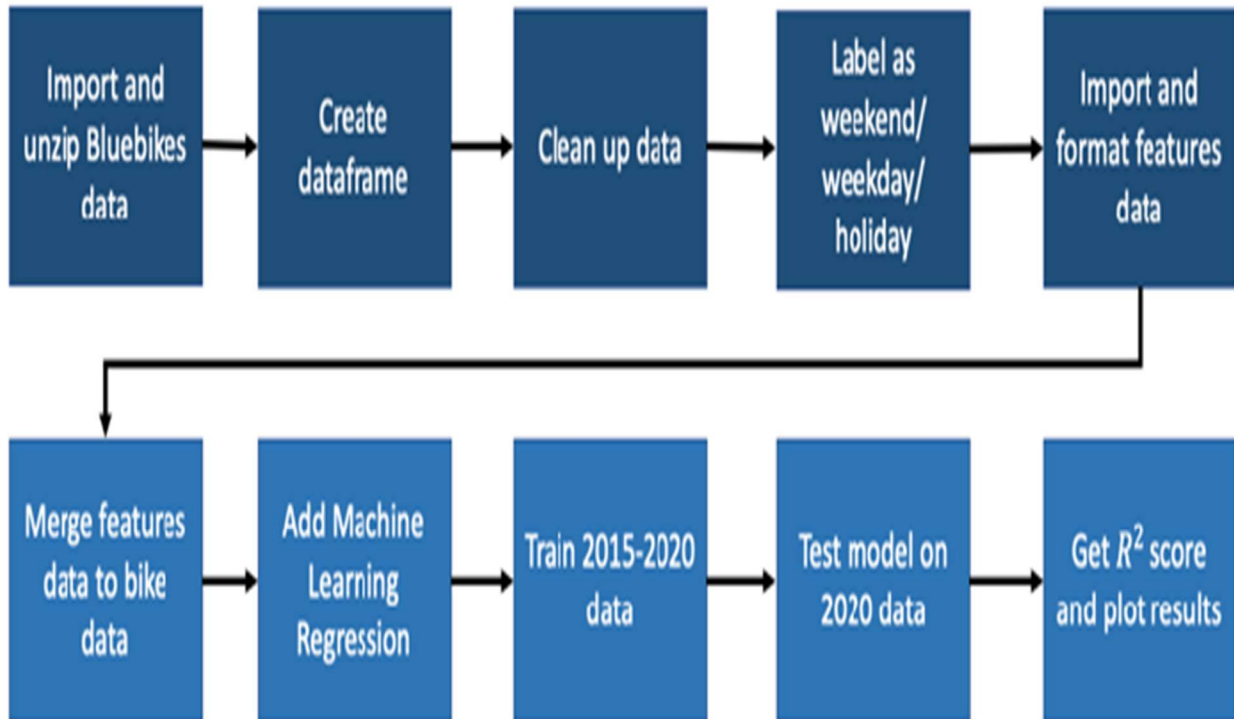 Import and
unzip Bluebikes
data
Create
dataframe
Clean up data
Label as
weekend/
weekday/
holiday
Import and
format features
data
Merge features
data to bike
data
Add Machine
Learning
Regression
Train 2015-2020
data
Test model on
2020 data
Get R² score
and plot results